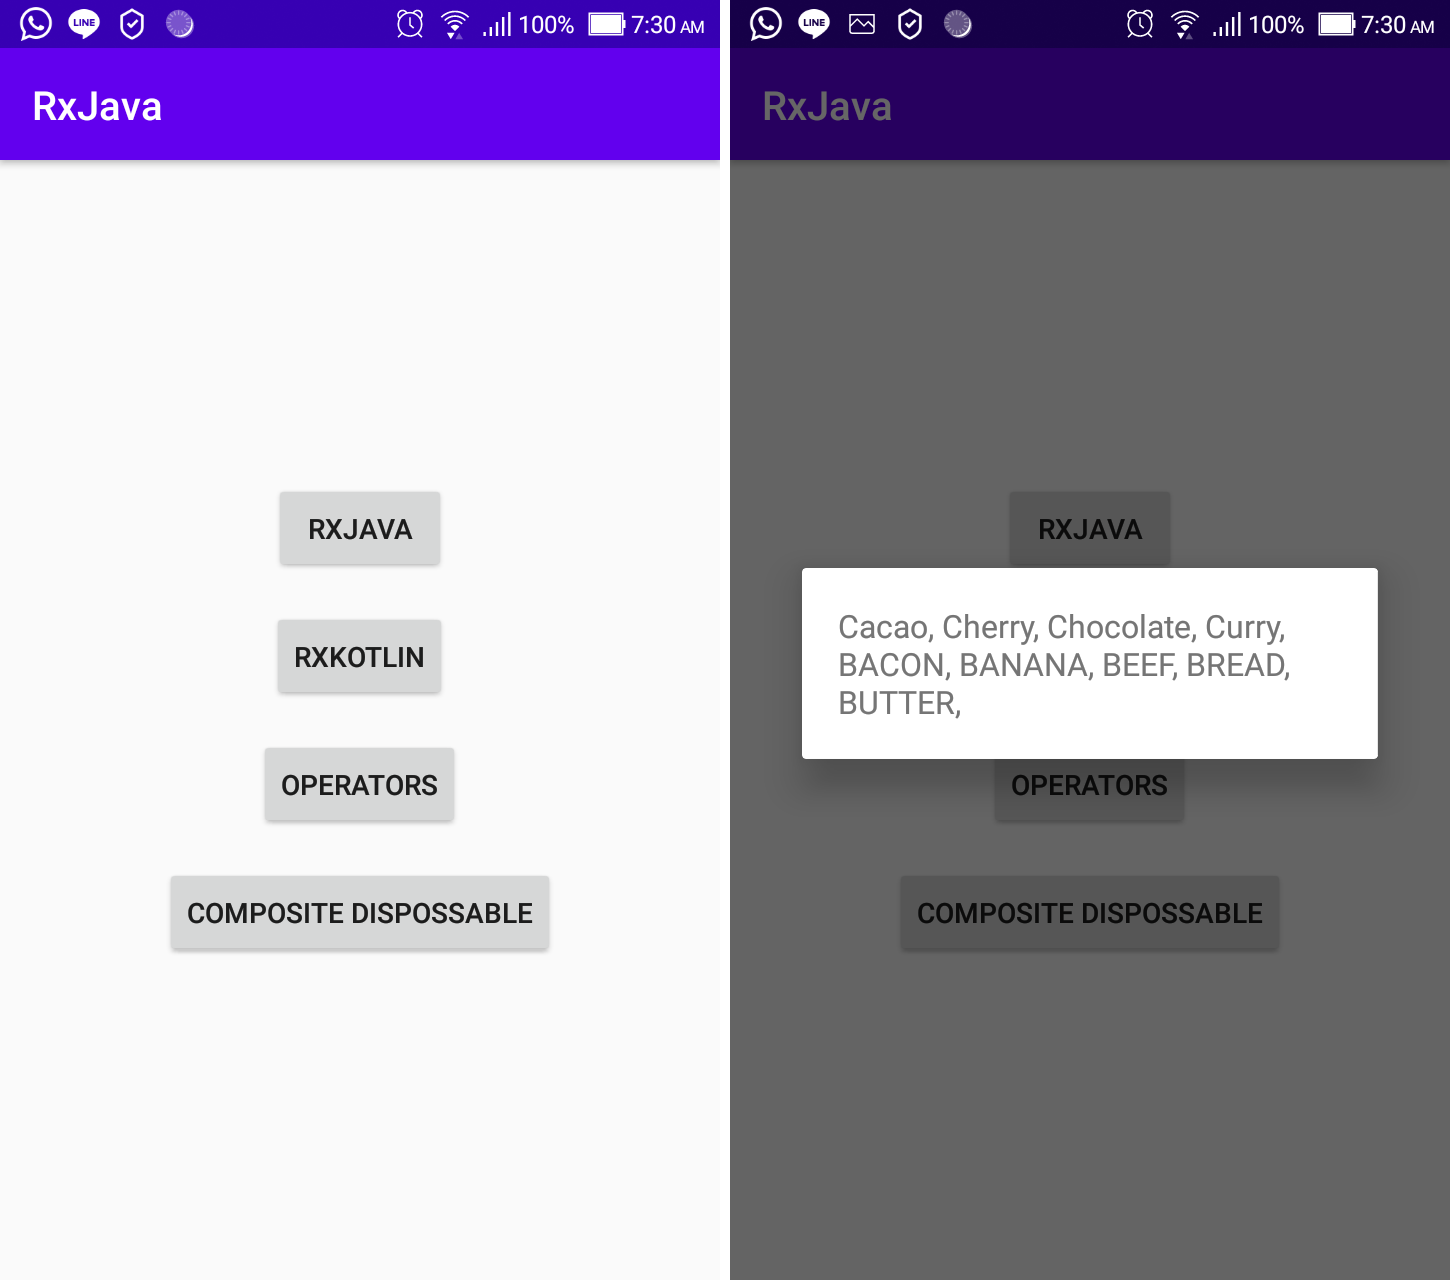 LINE
100% 7:30 AM
RxJava
RXJAVA
RXKOTLIN
OPERATORS
COMPOSITE DISPOSSABLE
LINE
100% 7:30 AM
RxJava
RXJAVA
Cacao, Cherry, Chocolate, Curry,
BACON, BANANA, BEEF, BREAD,
BUTTER,
OPERATORS
COMPOSITE DISPOSSABLE